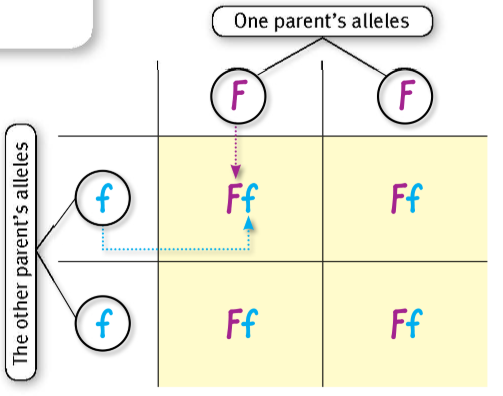 One parent's alleles
F F
The other parent's alleles
f Ff Ff
f Ff Ff